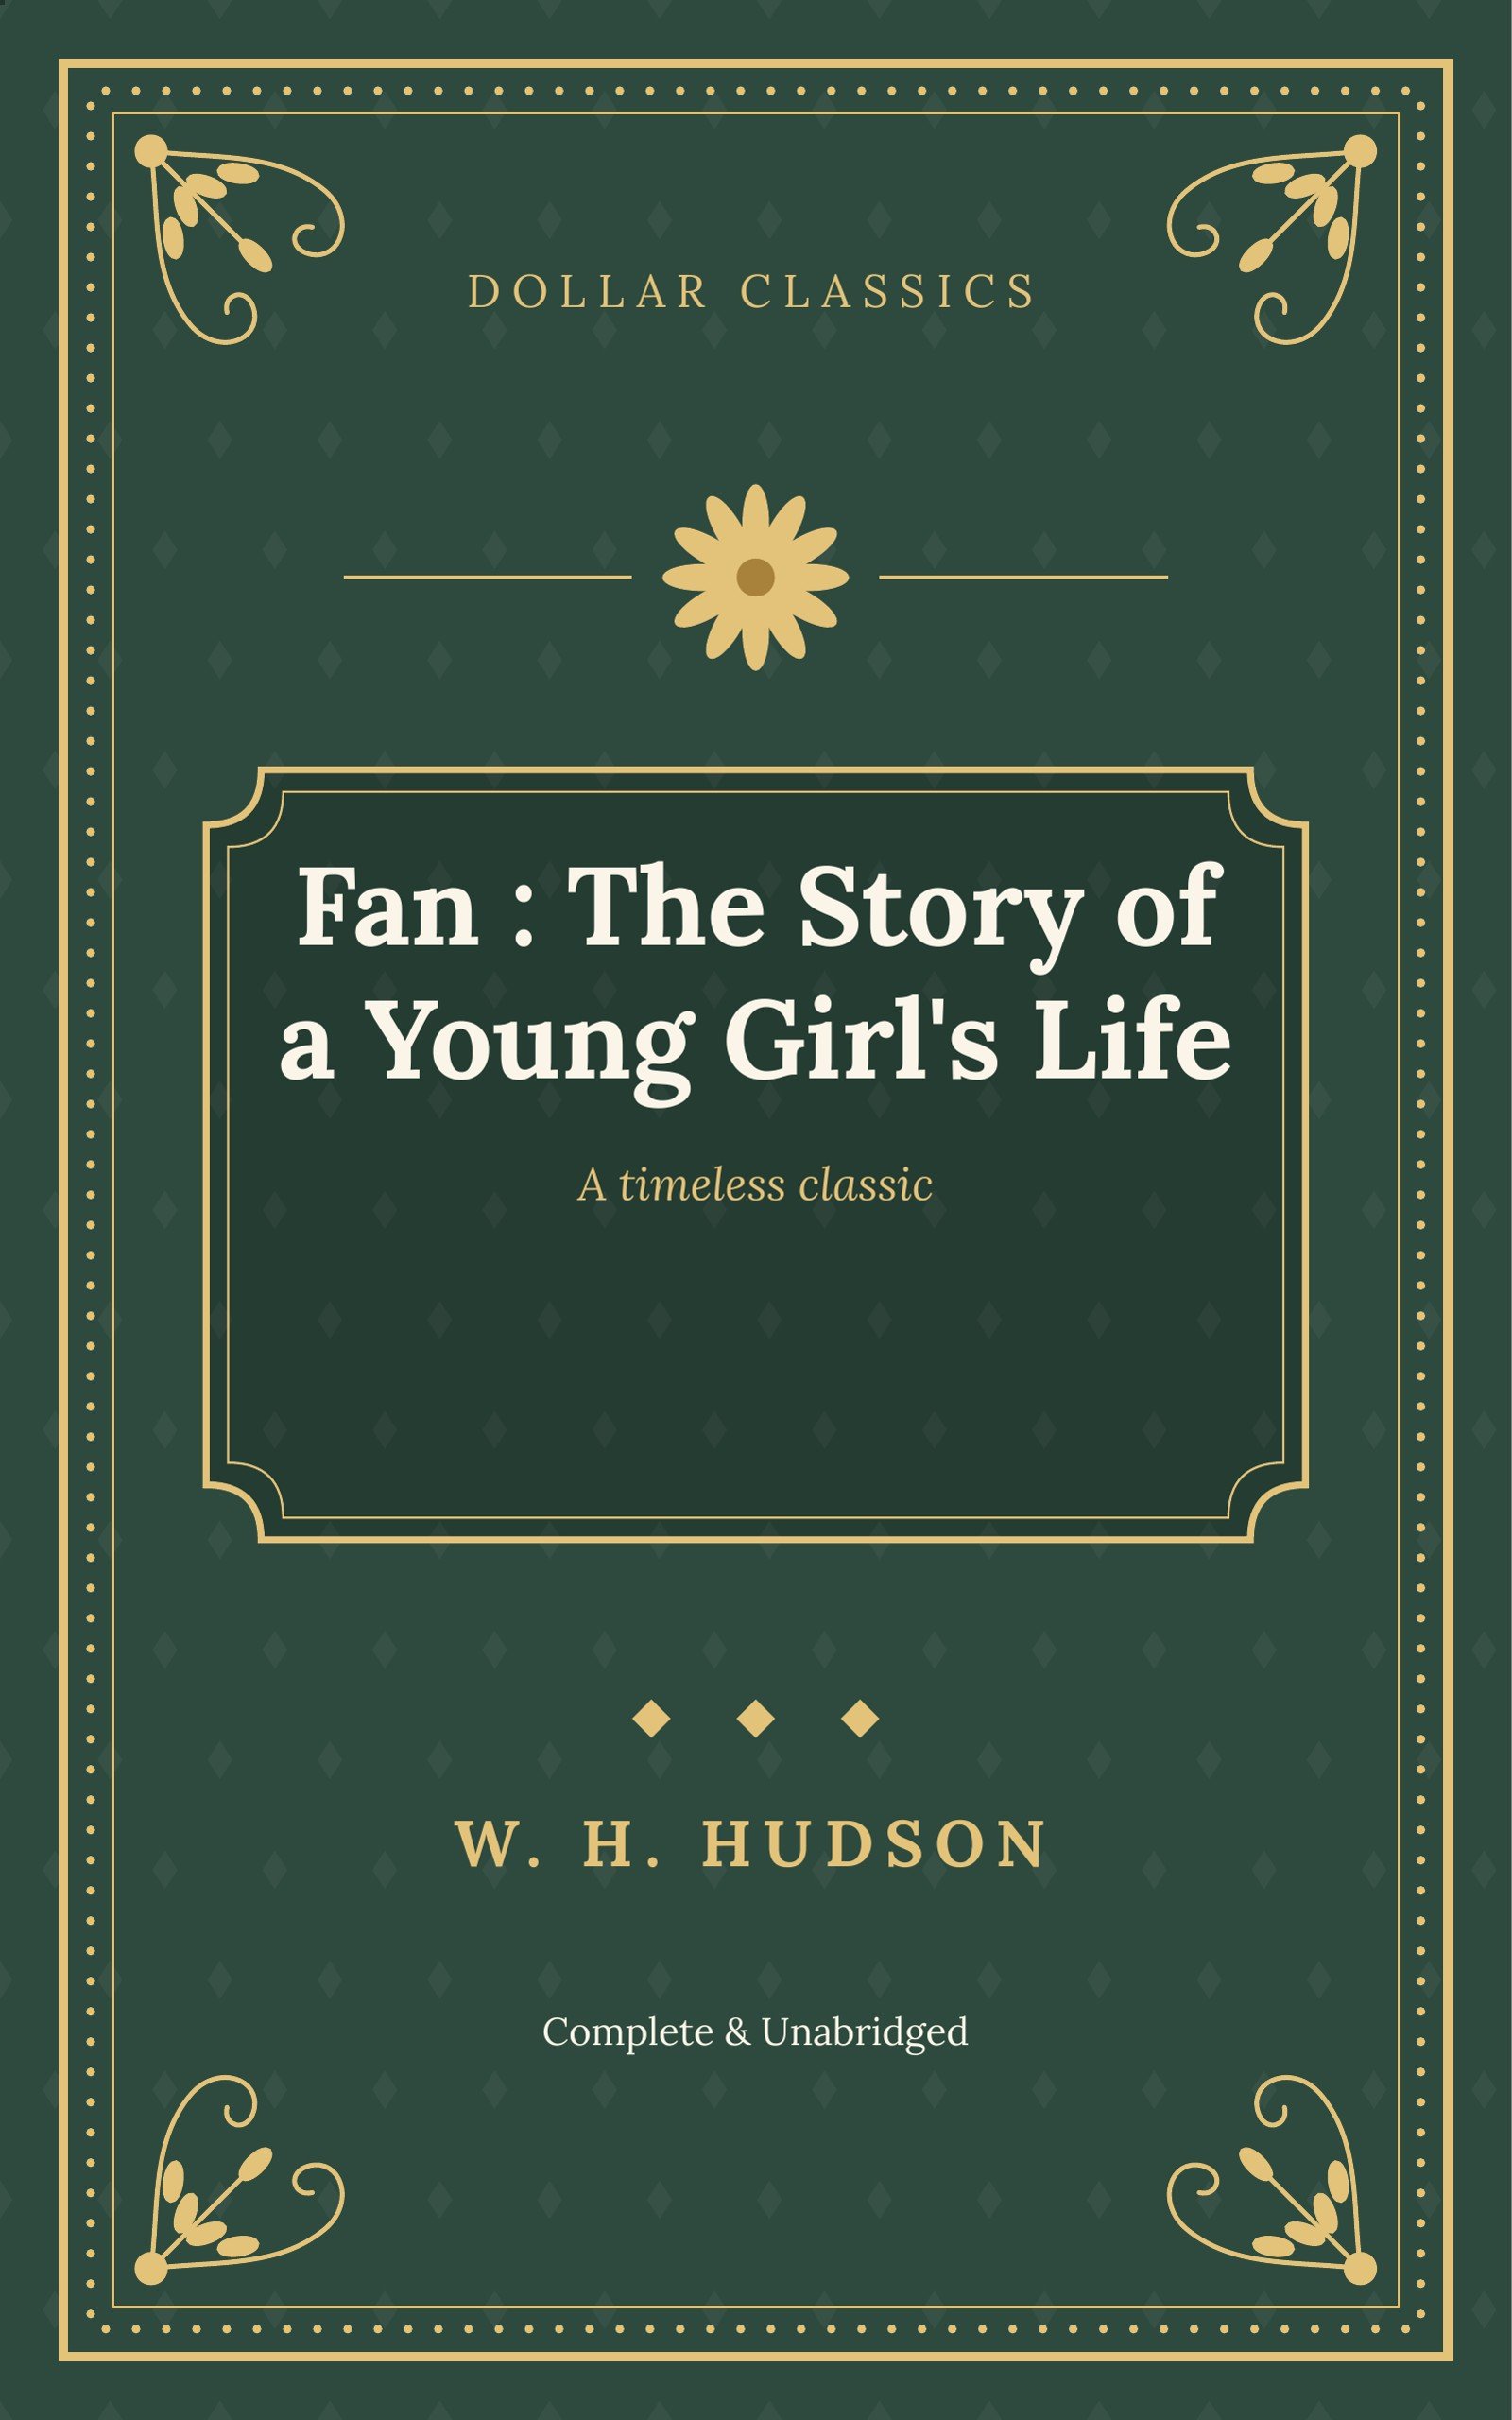 DOLLAR CLASSICS
Fan : The Story of
a Young Girl's Life
A timeless classic
W. H. HUDSON
Complete & Unabridged